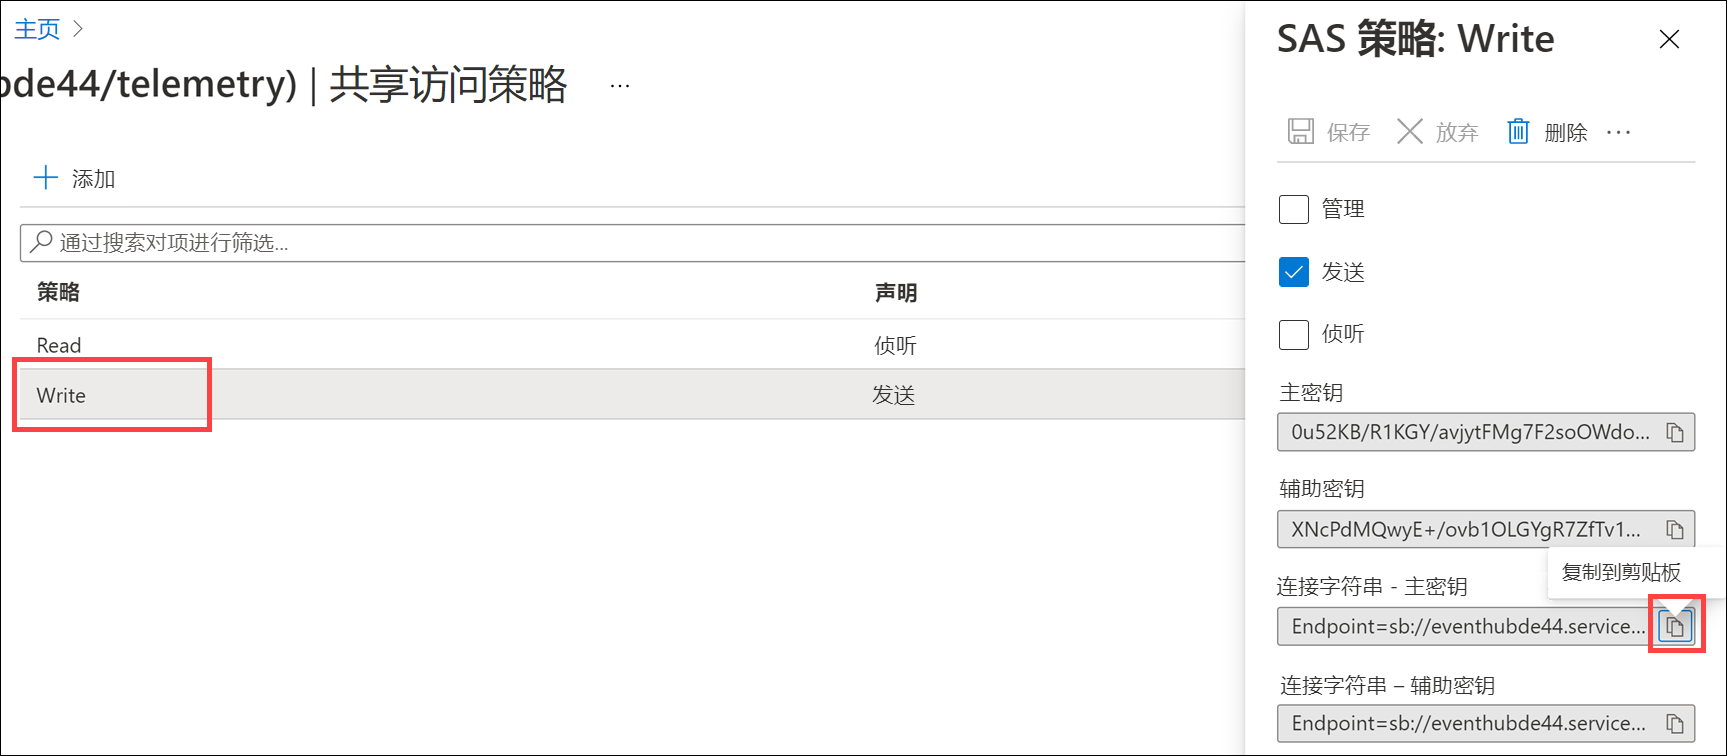 主页
bde44/telemetry) | 共享访问策略 ...
添加
通过搜索对项进行筛选...
策略 声明
Read 侦听
Write 发送
SAS 策略: Write
保存 放弃 删除 ...
管理
发送
侦听
主密钥
0u52KB/R1KGY/avjytFMg7F2soOWdo...
辅助密钥
XNcPdMQwyE+/ovb1OLGYgR7ZfTv1...
复制到剪贴板
连接字符串 - 主密钥
Endpoint=sb://eventhubde44.service...
连接字符串 – 辅助密钥
Endpoint=sb://eventhubde44.service...